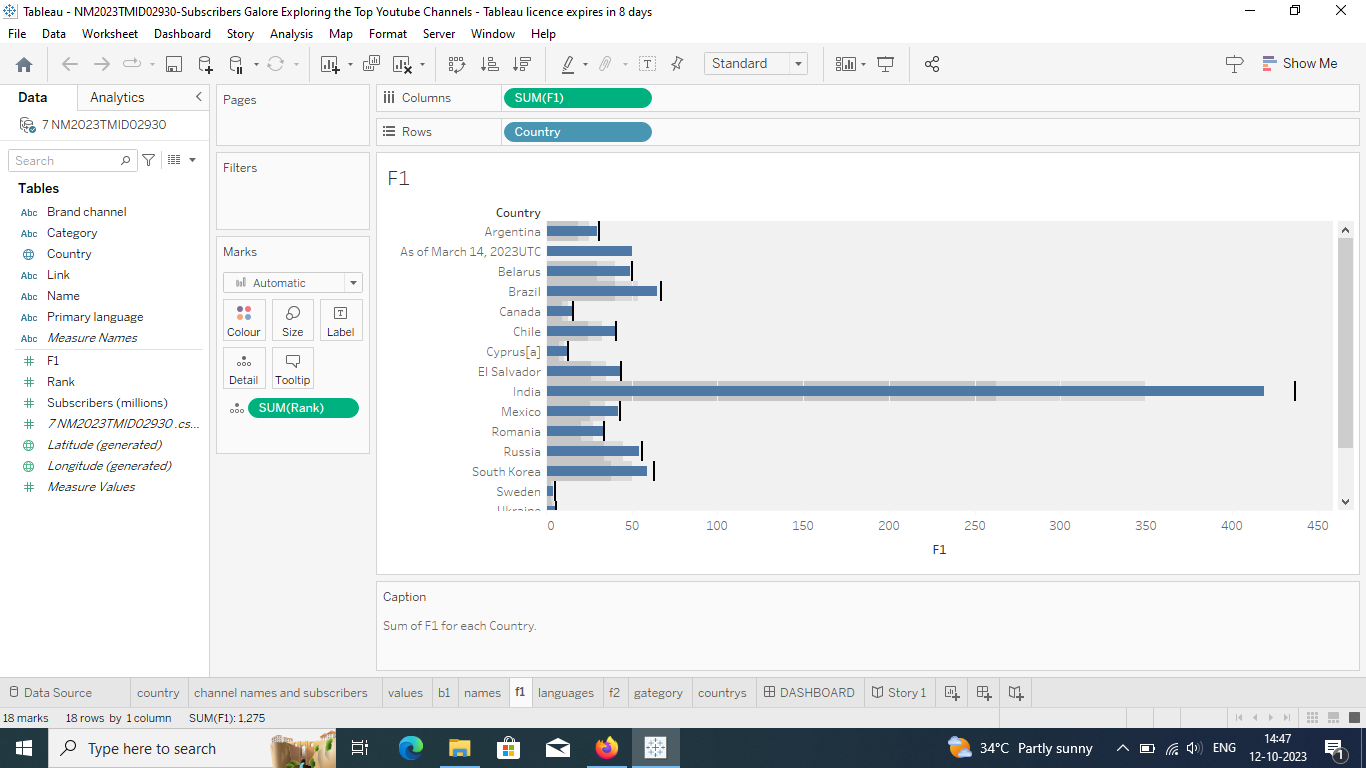 Tableau - NM2023TMID02930-Subscribers Galore Exploring the Top Youtube Channels - Tableau licence expires in 8 days
File Data Worksheet Dashboard Story Analysis Map Format Server Window Help
Standard
Show Me
Data Analytics
7 NM2023TMID02930
Search
Tables
Abc Brand channel
Abc Category
Country
Abc Link
Abc Name
Abc Primary language
Abc Measure Names
F1
Rank
Subscribers (millions)
7 NM2023TMID02930 .cs...
Latitude (generated)
Longitude (generated)
Measure Values
Pages
Filters
Marks
Automatic
Colour Size Label
Detail Tooltip
SUM(Rank)
Columns SUM(F1)
Rows Country
F1
Country
Argentina
As of March 14, 2023UTC
Belarus
Brazil
Canada
Chile
Cyprus[a]
El Salvador
India
Mexico
Romania
Russia
South Korea
Sweden
Ukraine
0 50 100 150 200 250 300 350 400 450
F1
Caption
Sum of F1 for each Country.
Data Source country channel names and subscribers values b1 names f1 languages f2 gategory countrys DASHBOARD Story 1
18 marks 18 rows by 1 column SUM(F1): 1,275
Type here to search
34°C Partly sunny
ENG
14:47
12-10-2023
1